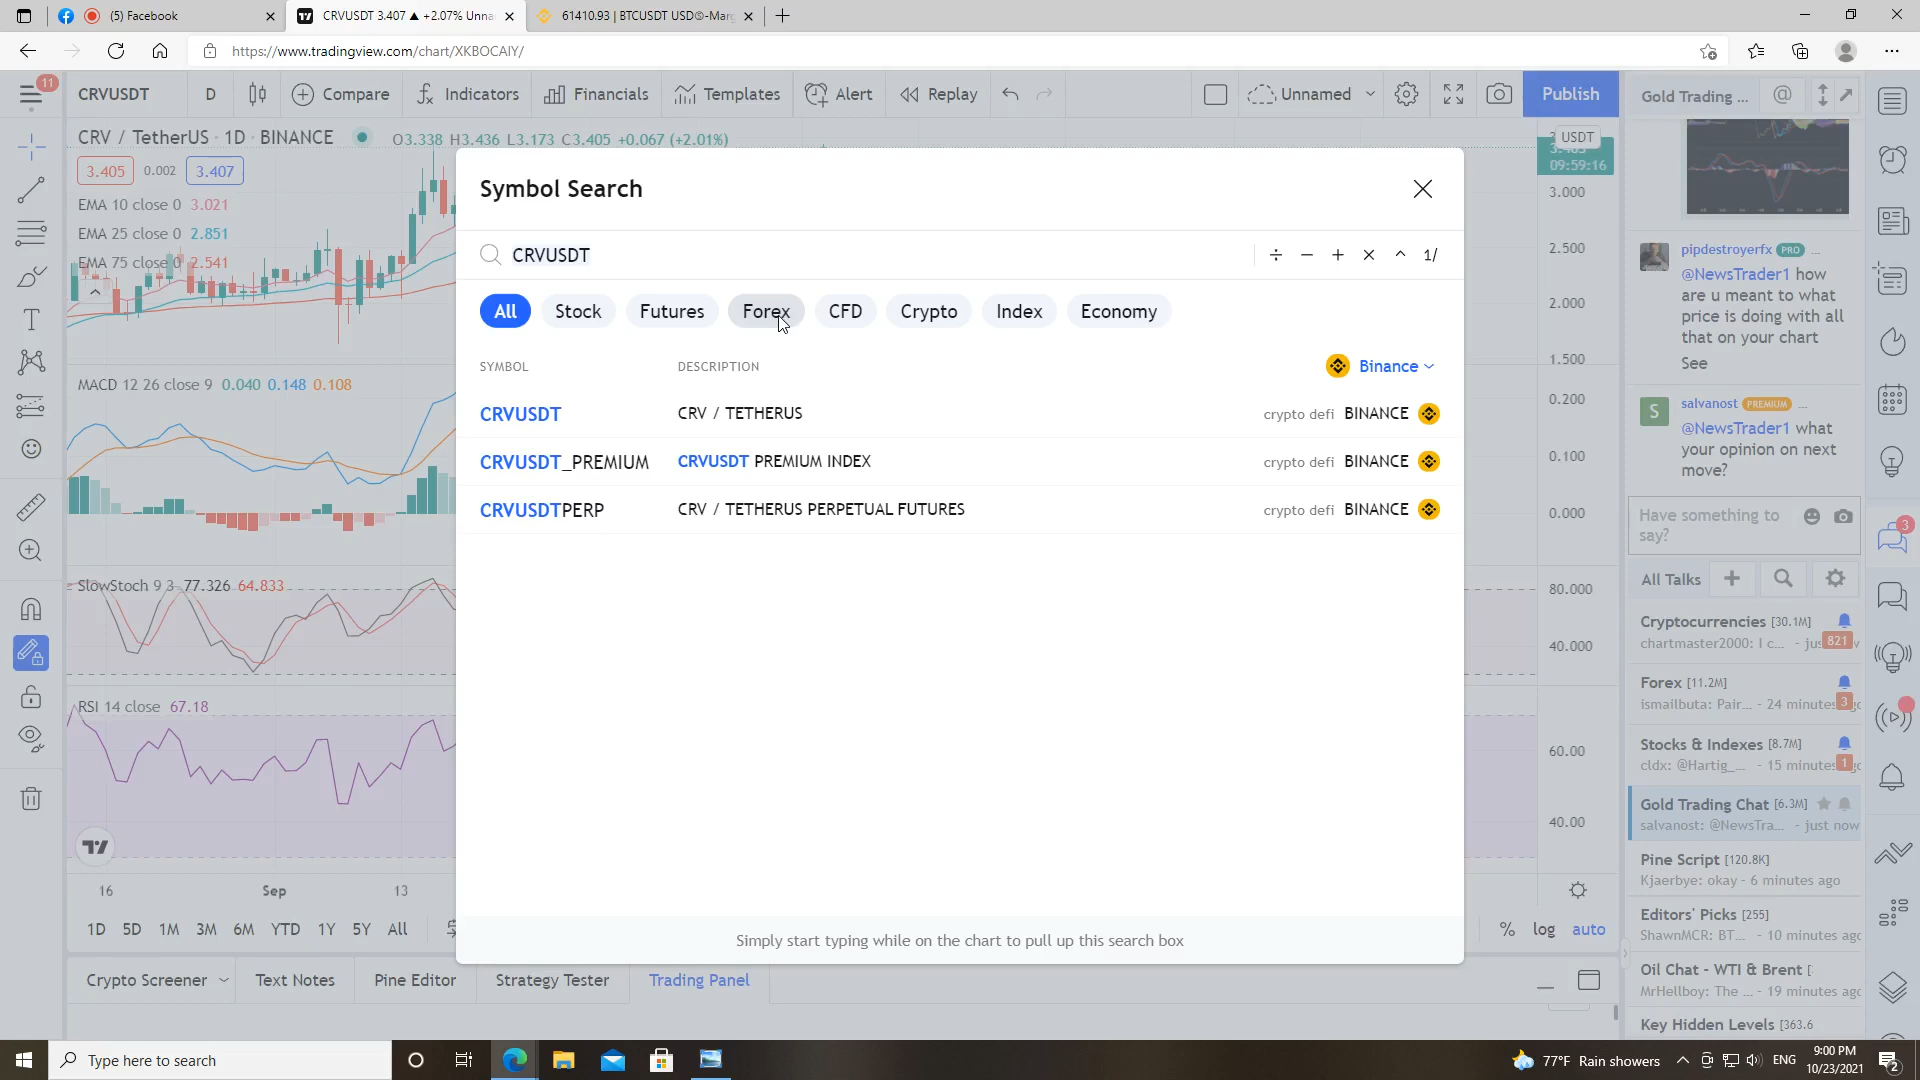 (5) Facebook
CRVUSDT 3.407 ▲ +2.07% Unna
61410.93 | BTCUSDT USDⓈ-Marg
https://www.tradingview.com/chart/XKBOCAIY/
11
CRVUSDT
D
Compare
Indicators
Financials
Templates
Alert
Replay
Unnamed
Publish
Gold Trading ...
CRV / TetherUS · 1D · BINANCE
O3.338 H3.436 L3.173 C3.405 +0.067 (+2.01%)
3.405
0.002
3.407
EMA 10 close 0 3.021
EMA 25 close 0 2.851
EMA 75 close 0 2.541
MACD 12 26 close 9 0.040 0.148 0.108
SlowStoch 9 3 77.326 64.833
RSI 14 close 67.18
16
Sep
13
1D 5D 1M 3M 6M YTD 1Y 5Y All
Crypto Screener
Text Notes
Pine Editor
Strategy Tester
Trading Panel
Symbol Search
CRVUSDT
÷ − + × ^ 1/
All
Stock
Futures
Forex
CFD
Crypto
Index
Economy
SYMBOL
DESCRIPTION
Binance
CRVUSDT
CRV / TETHERUS
crypto defi BINANCE
CRVUSDT_PREMIUM
CRVUSDT PREMIUM INDEX
crypto defi BINANCE
CRVUSDTPERP
CRV / TETHERUS PERPETUAL FUTURES
crypto defi BINANCE
Simply start typing while on the chart to pull up this search box
USDT
09:59:16
3.000
2.500
2.000
1.500
0.200
0.100
0.000
80.000
40.000
60.00
40.00
% log auto
pipdestroyerfx PRO ...
@NewsTrader1 how
are u meant to what
price is doing with all
that on your chart
See
S
salvanost PREMIUM ...
@NewsTrader1 what
your opinion on next
move?
Have something to
say?
3
All Talks
Cryptocurrencies [30.1M]
chartmaster2000: I c... - jus
821
Forex [11.2M]
ismailbuta: Pair... - 24 minutes
3
Stocks & Indexes [8.7M]
cldx: @Hartig_... - 15 minutes
1
Gold Trading Chat [6.3M]
salvanost: @NewsTra... - just now
Pine Script [120.8K]
Kjaerbye: okay - 6 minutes ago
Editors' Picks [255]
ShawnMCR: BT... - 10 minutes ago
Oil Chat - WTI & Brent [
MrHellboy: The ... - 19 minutes ago
Key Hidden Levels [363.6
Type here to search
77°F Rain showers
ENG
9:00 PM
10/23/2021
2